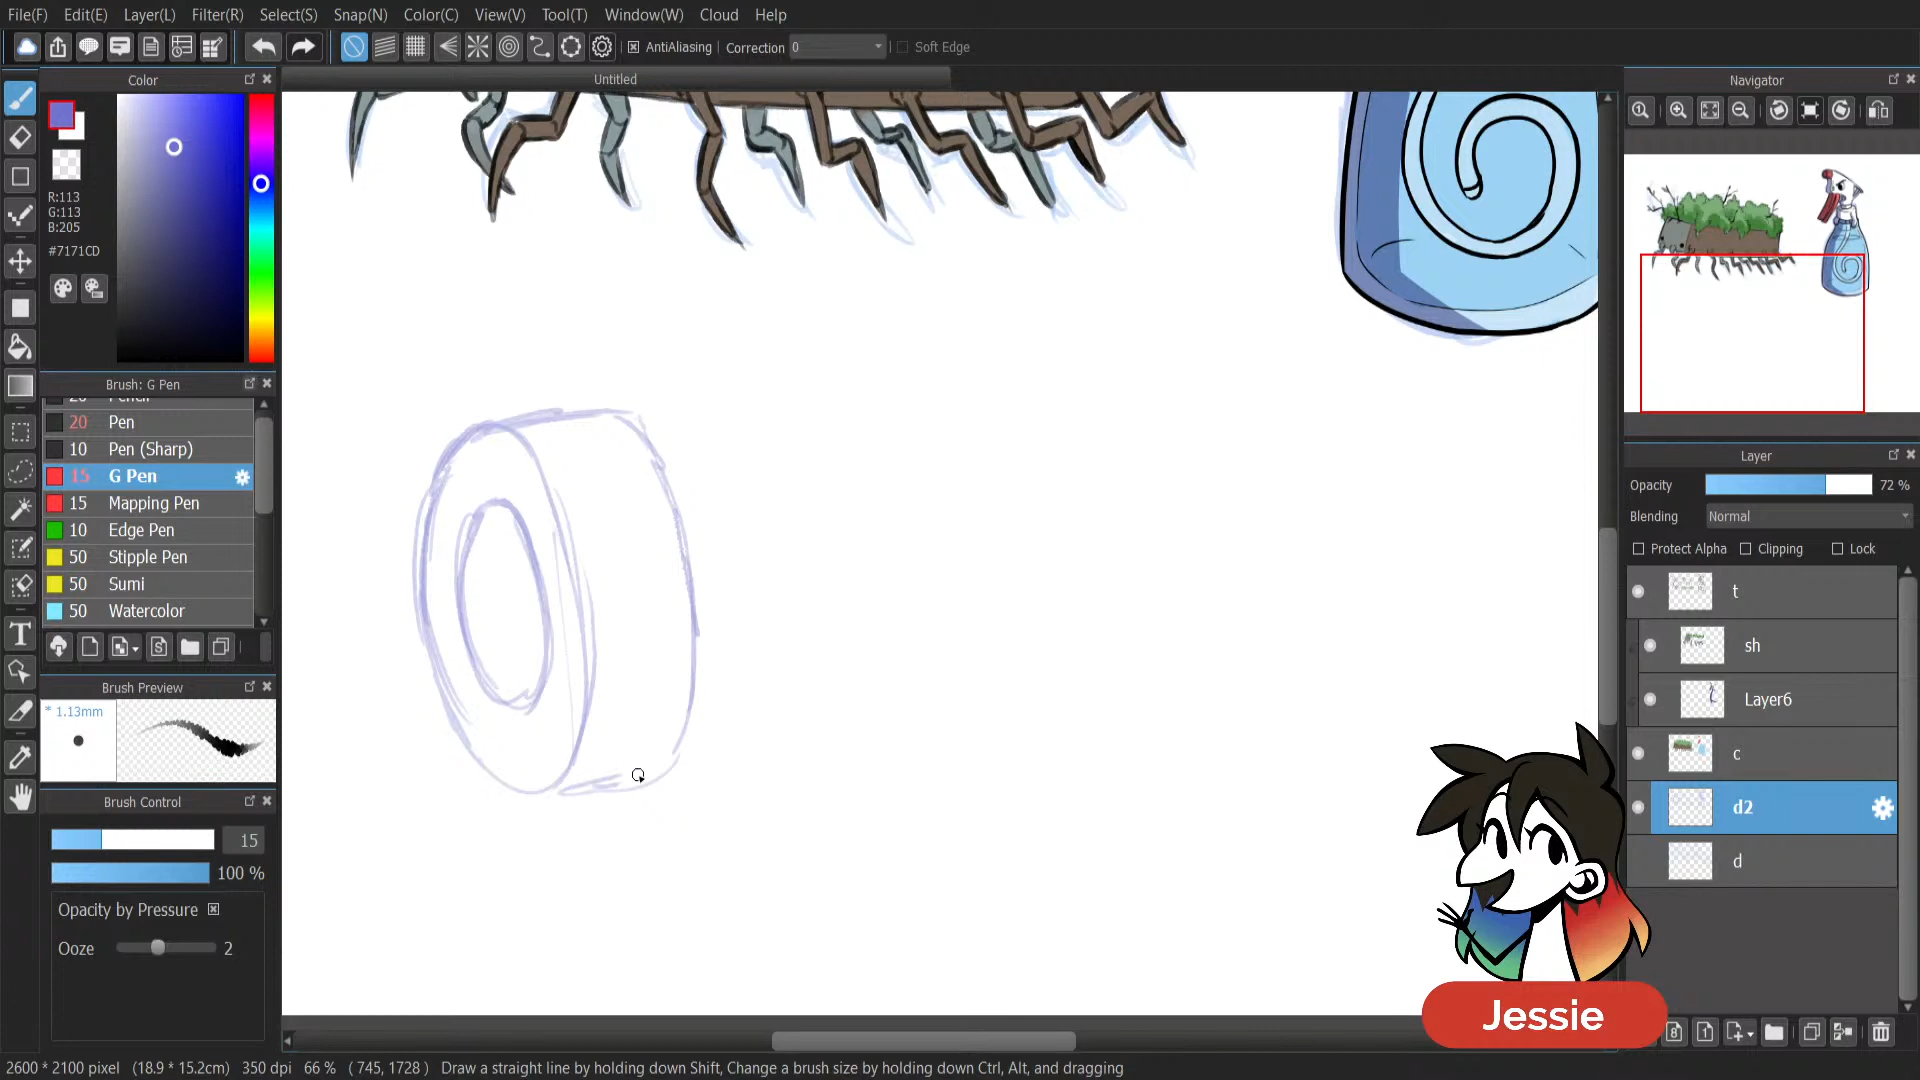 File(F) Edit(E) Layer(L) Filter(R) Select(S) Snap(N) Color(C) View(V) Tool(T) Window(W) Cloud Help
AntiAliasing Correction 0 Soft Edge
Color
Untitled
Navigator
R:113
G:113
B:205
#7171CD
Brush: G Pen
20 Pen
10 Pen (Sharp)
15 G Pen
15 Mapping Pen
10 Edge Pen
50 Stipple Pen
50 Sumi
50 Watercolor
Brush Preview
* 1.13mm
Brush Control
15
100 %
Opacity by Pressure
Ooze 2
Layer
Opacity 72 %
Blending Normal
Protect Alpha Clipping Lock
t
sh
Layer6
c
d2
d
Jessie
2600 * 2100 pixel (18.9 * 15.2cm) 350 dpi 66 % ( 745, 1728 ) Draw a straight line by holding down Shift, Change a brush size by holding down Ctrl, Alt, and dragging